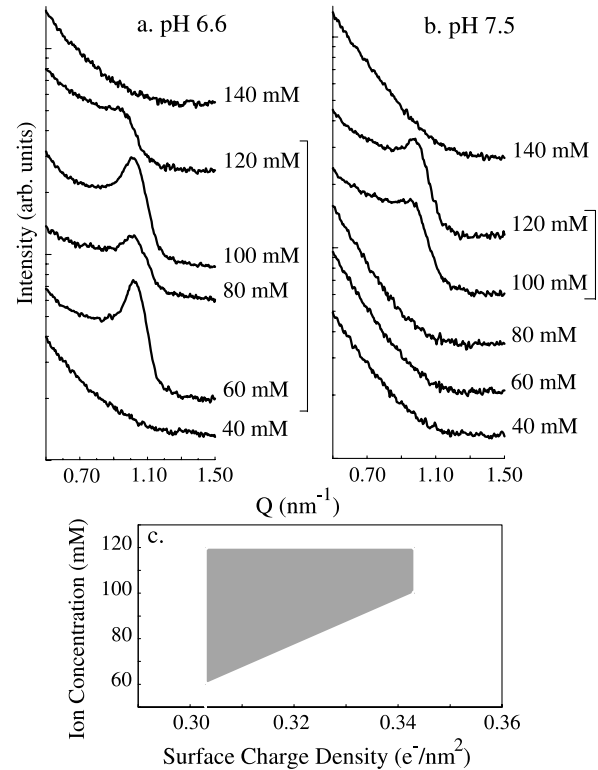 a. pH 6.6
b. pH 7.5
Intensity (arb. units)
140 mM
120 mM
100 mM
80 mM
60 mM
40 mM
140 mM
120 mM
100 mM
80 mM
60 mM
40 mM
0.70 1.10 1.50
0.70 1.10 1.50
Q (nm⁻¹)
c.
Ion Concentration (mM)
120
100
80
60
0.30 0.32 0.34 0.36
Surface Charge Density (e⁻/nm²)